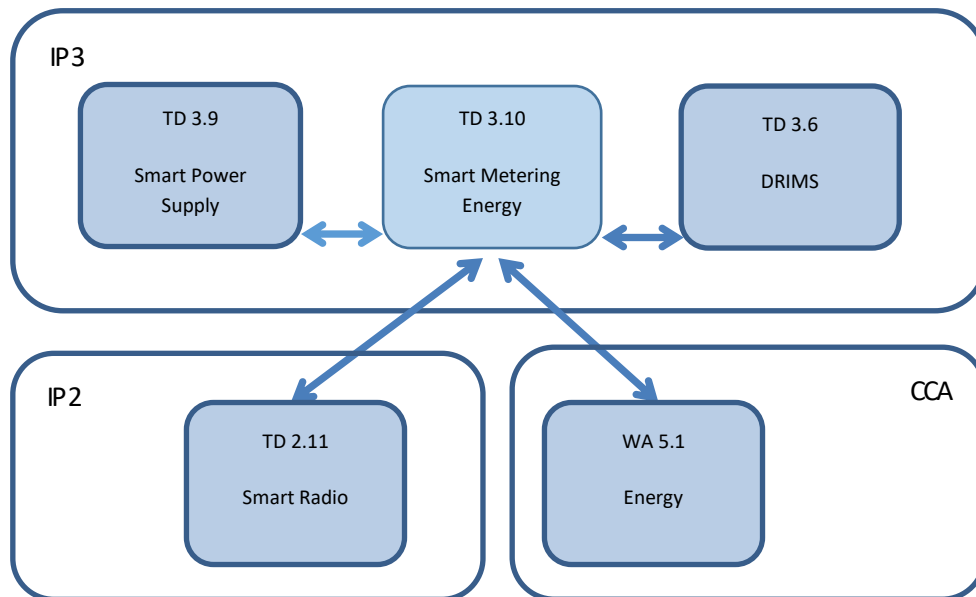 IP3
TD 3.9
Smart Power
Supply
TD 3.10
Smart Metering
Energy
TD 3.6
DRIMS
IP2
TD 2.11
Smart Radio
CCA
WA 5.1
Energy